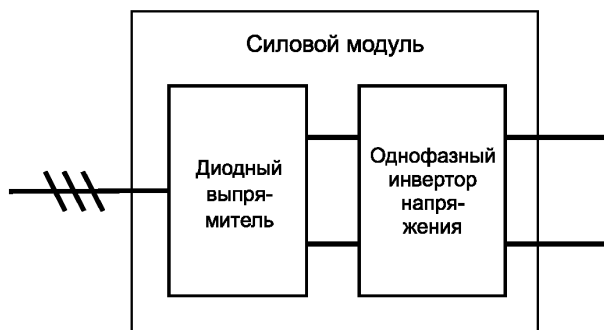 Силовой модуль
Диодный
выпря-
митель
Однофазный
инвертор
напря-
жения